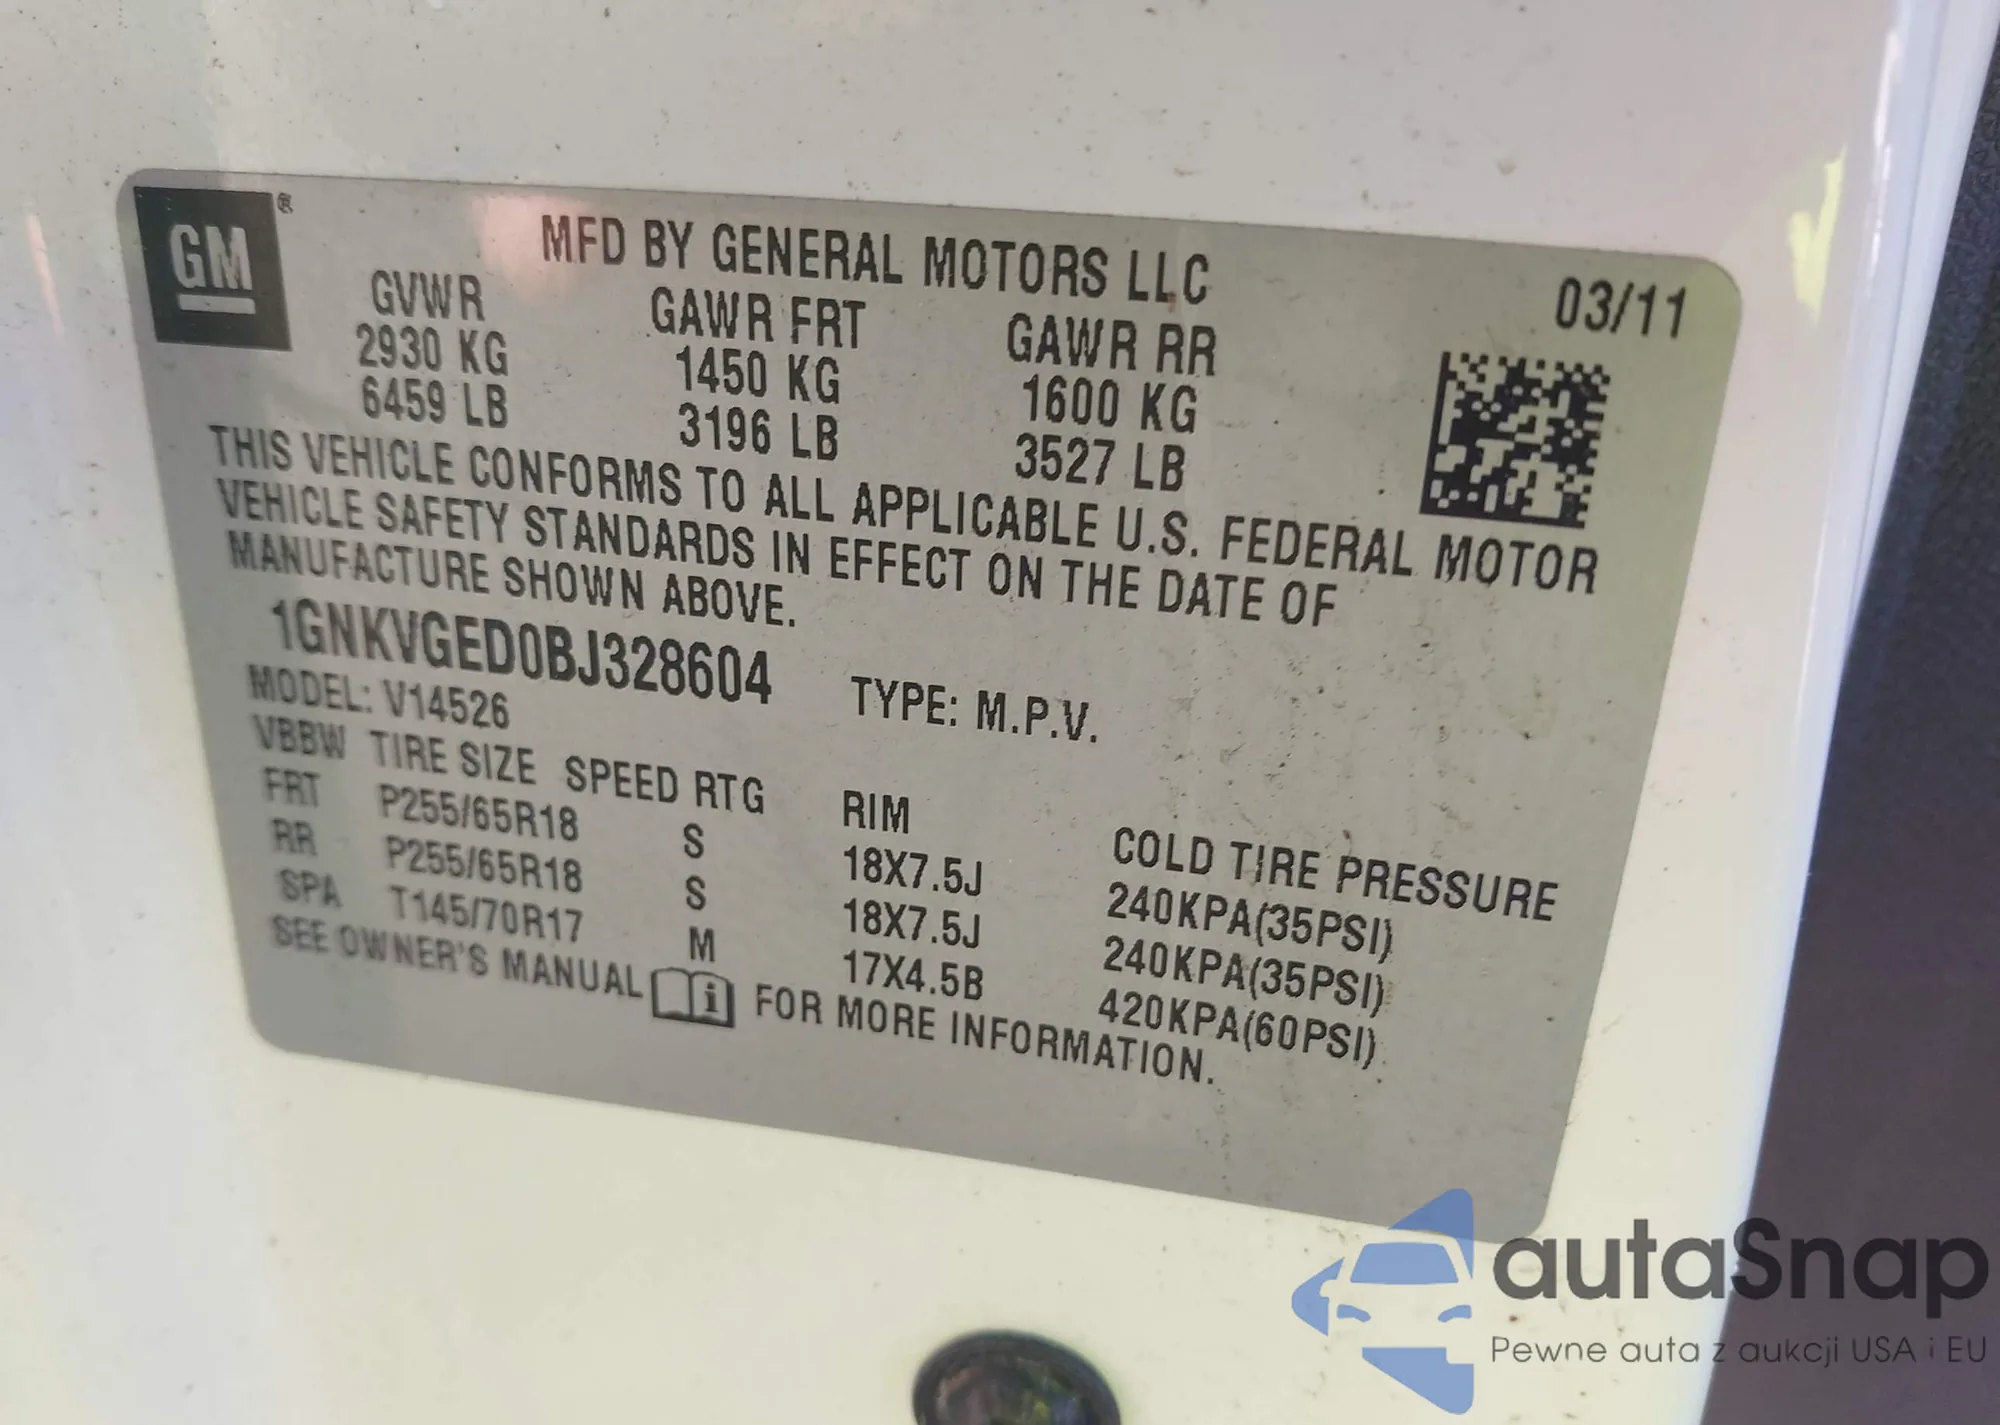 GM ®
MFD BY GENERAL MOTORS LLC
03/11
GVWR GAWR FRT GAWR RR
2930 KG 1450 KG 1600 KG
6459 LB 3196 LB 3527 LB
THIS VEHICLE CONFORMS TO ALL APPLICABLE U.S. FEDERAL MOTOR
VEHICLE SAFETY STANDARDS IN EFFECT ON THE DATE OF
MANUFACTURE SHOWN ABOVE.
1GNKVGED0BJ328604 TYPE: M.P.V.
MODEL: V14526
VBBW TIRE SIZE SPEED RTG RIM COLD TIRE PRESSURE
FRT P255/65R18 S 18X7.5J 240KPA(35PSI)
RR P255/65R18 S 18X7.5J 240KPA(35PSI)
SPA T145/70R17 M 17X4.5B 420KPA(60PSI)
SEE OWNER'S MANUAL i FOR MORE INFORMATION.
autaSnap
Pewne auta z aukcji USA i EU